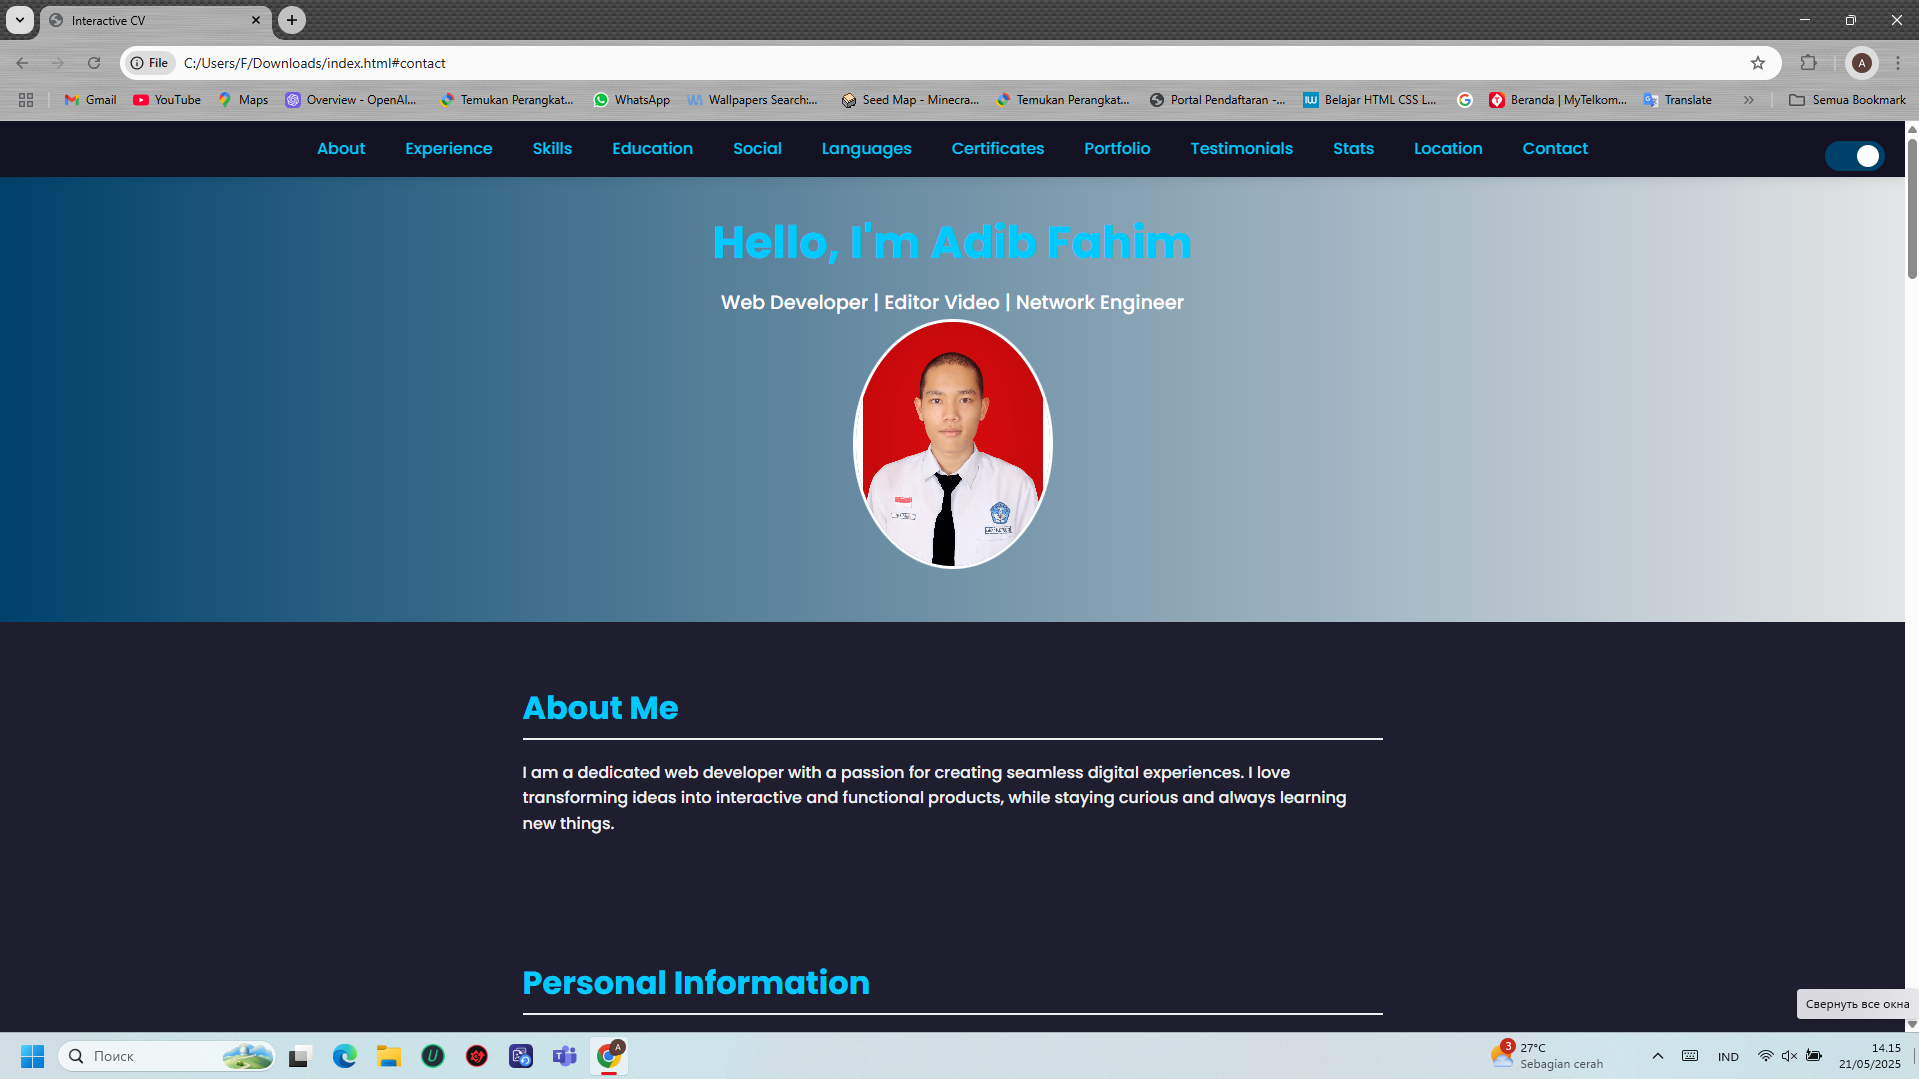 Interactive CV
File
C:/Users/F/Downloads/index.html#contact
A
Gmail
YouTube
Maps
Overview - OpenAI...
Temukan Perangkat...
WhatsApp
Wallpapers Search:...
Seed Map - Minecra...
Temukan Perangkat...
Portal Pendaftaran -...
Belajar HTML CSS L...
Beranda | MyTelkom...
Translate
Semua Bookmark
About
Experience
Skills
Education
Social
Languages
Certificates
Portfolio
Testimonials
Stats
Location
Contact
Hello, I'm Adib Fahim
Web Developer | Editor Video | Network Engineer
About Me
I am a dedicated web developer with a passion for creating seamless digital experiences. I love
transforming ideas into interactive and functional products, while staying curious and always learning
new things.
Personal Information
Свернуть все окна
Поиск
A
3
27°C
Sebagian cerah
IND
14.15
21/05/2025